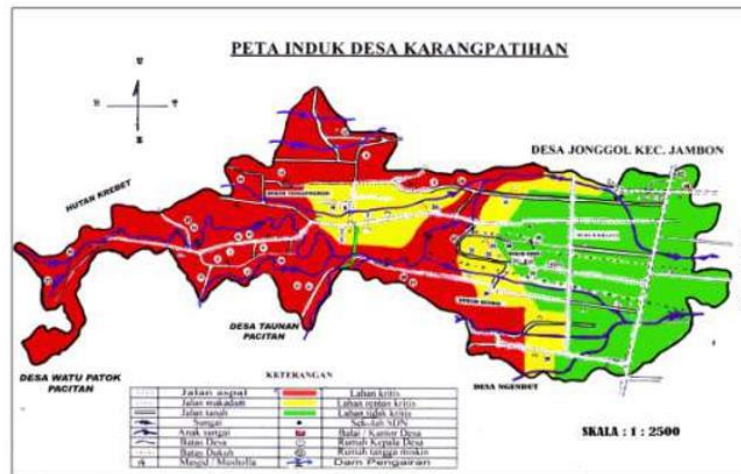 PETA INDUK DESA KARANGPATIHAN
U
B
T
S
DESA JONGGOL KEC. JAMBON
HUTAN KREBET
DESA TAUNAN
PACITAN
DESA WATU PATOK
PACITAN
DESA NGENDUT
KETERANGAN
Jalan aspal
Lahan kritis
Jalan makadam
Lahan rentan kritis
Jalan tanah
Lahan tidak kritis
Sungai
Sekolah SDN
Anak sungai
Balai / Kantor Desa
Batas Desa
Rumah Kepala Desa
Batas Dukuh
Rumah tangga miskin
Masjid / Musholla
Dam Pengairan
SKALA : 1 : 2500